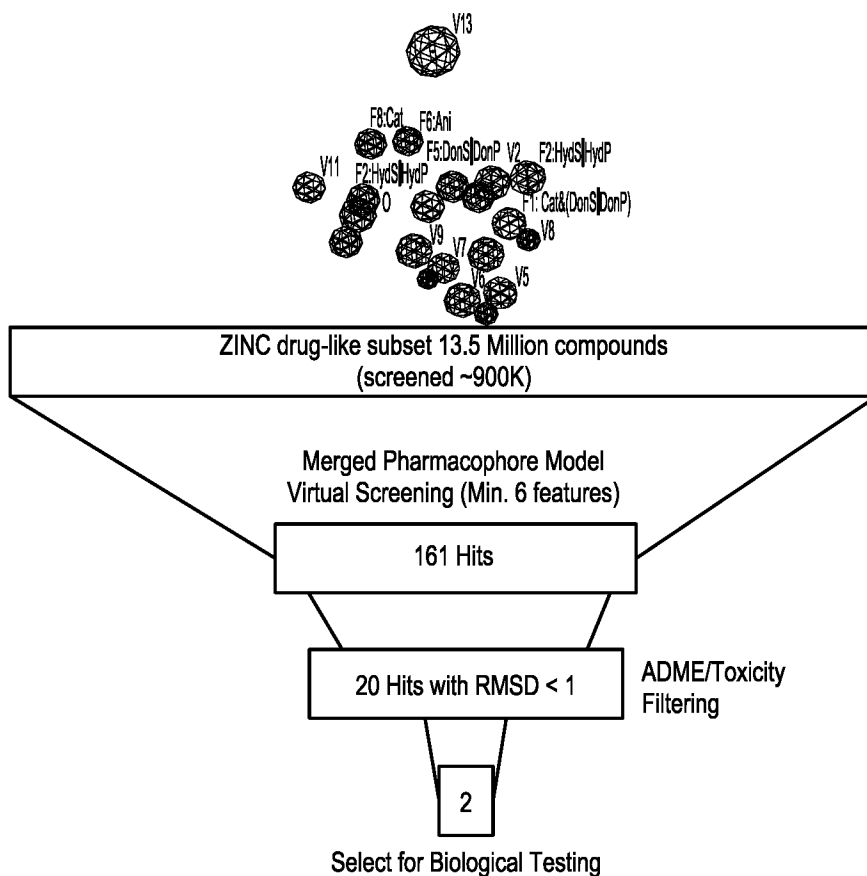 V13
F8:Cat
F6:Ani
F5:DonS|DonP
V2
F2:HydS|HydP
V11
F2:HydS|HydP
O
F1: Cat&(DonS|DonP)
V8
V9
V7
V6
V5
ZINC drug-like subset 13.5 Million compounds
(screened ~900K)
Merged Pharmacophore Model
Virtual Screening (Min. 6 features)
161 Hits
20 Hits with RMSD < 1
ADME/Toxicity
Filtering
2
Select for Biological Testing